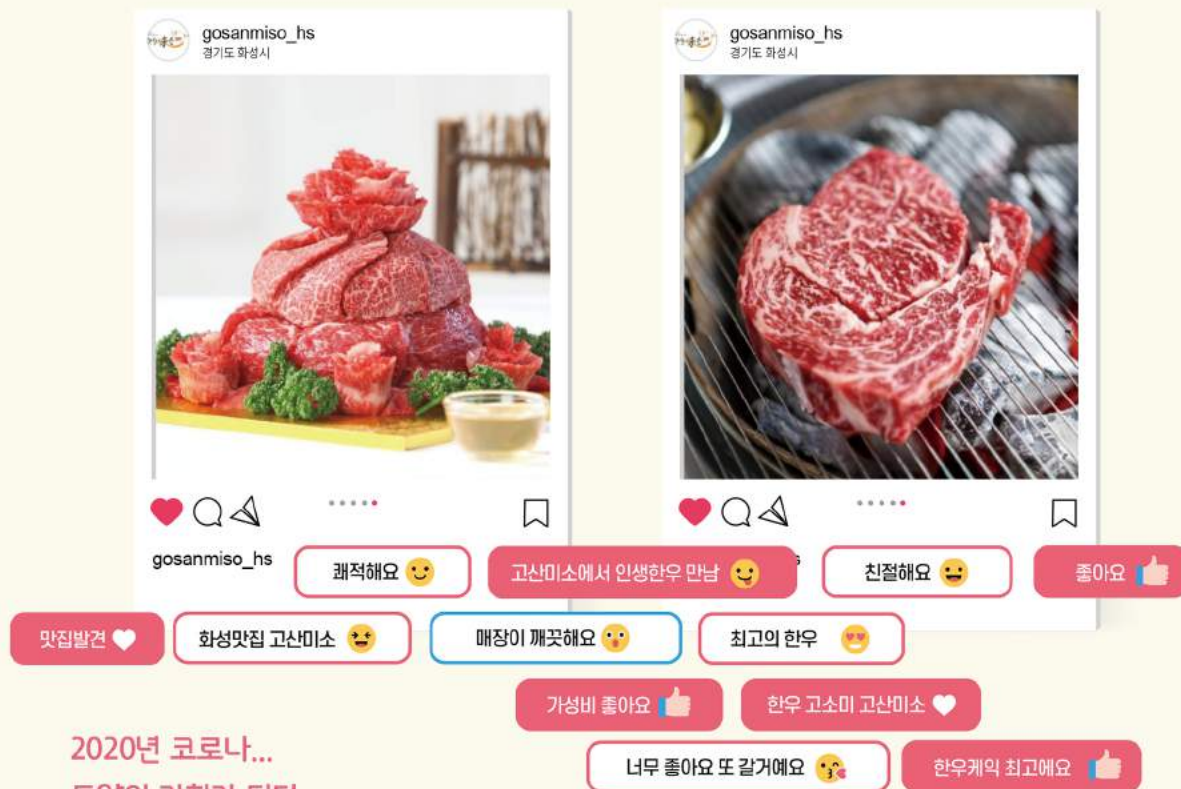 gosanmiso_hs
경기도 화성시
gosanmiso_hs
경기도 화성시
gosanmiso_hs
쾌적해요
고산미소에서 인생한우 만남
친절해요
좋아요
맛집발견
화성맛집 고산미소
매장이 깨끗해요
최고의 한우
가성비 좋아요
한우 고소미 고산미소
너무 좋아요 또 갈거예요
한우케익 최고에요
2020년 코로나...